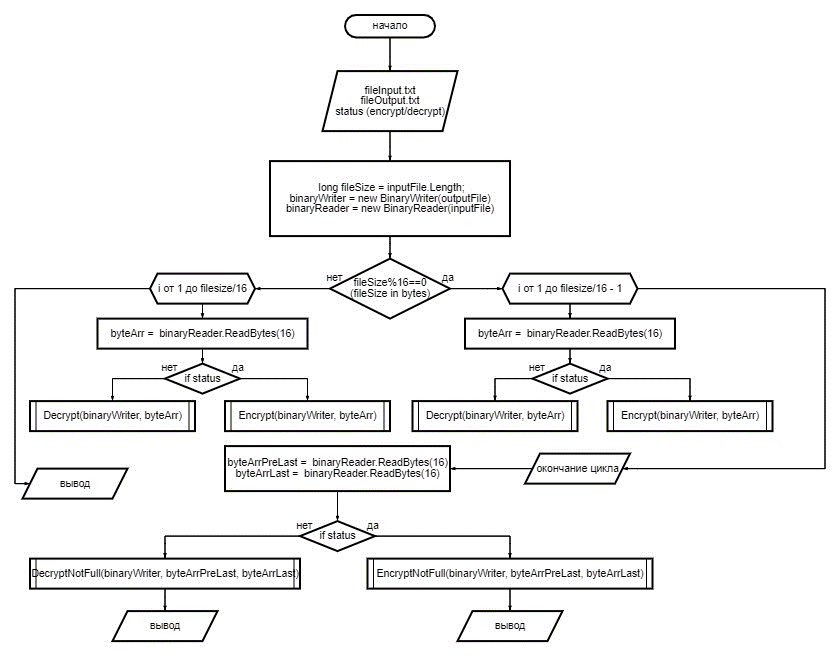 начало
fileInput.txt
fileOutput.txt
status (encrypt/decrypt)
long fileSize = inputFile.Length;
binaryWriter = new BinaryWriter(outputFile)
binaryReader = new BinaryReader(inputFile)
нет
fileSize%16==0
(fileSize in bytes)
да
i от 1 до filesize/16
i от 1 до filesize/16 - 1
byteArr =  binaryReader.ReadBytes(16)
byteArr =  binaryReader.ReadBytes(16)
нет
if status
да
нет
if status
да
Decrypt(binaryWriter, byteArr)
Encrypt(binaryWriter, byteArr)
Decrypt(binaryWriter, byteArr)
Encrypt(binaryWriter, byteArr)
вывод
byteArrPreLast =  binaryReader.ReadBytes(16)
byteArrLast =  binaryReader.ReadBytes(16)
окончание цикла
нет
if status
да
DecryptNotFull(binaryWriter, byteArrPreLast, byteArrLast)
EncryptNotFull(binaryWriter, byteArrPreLast, byteArrLast)
вывод
вывод